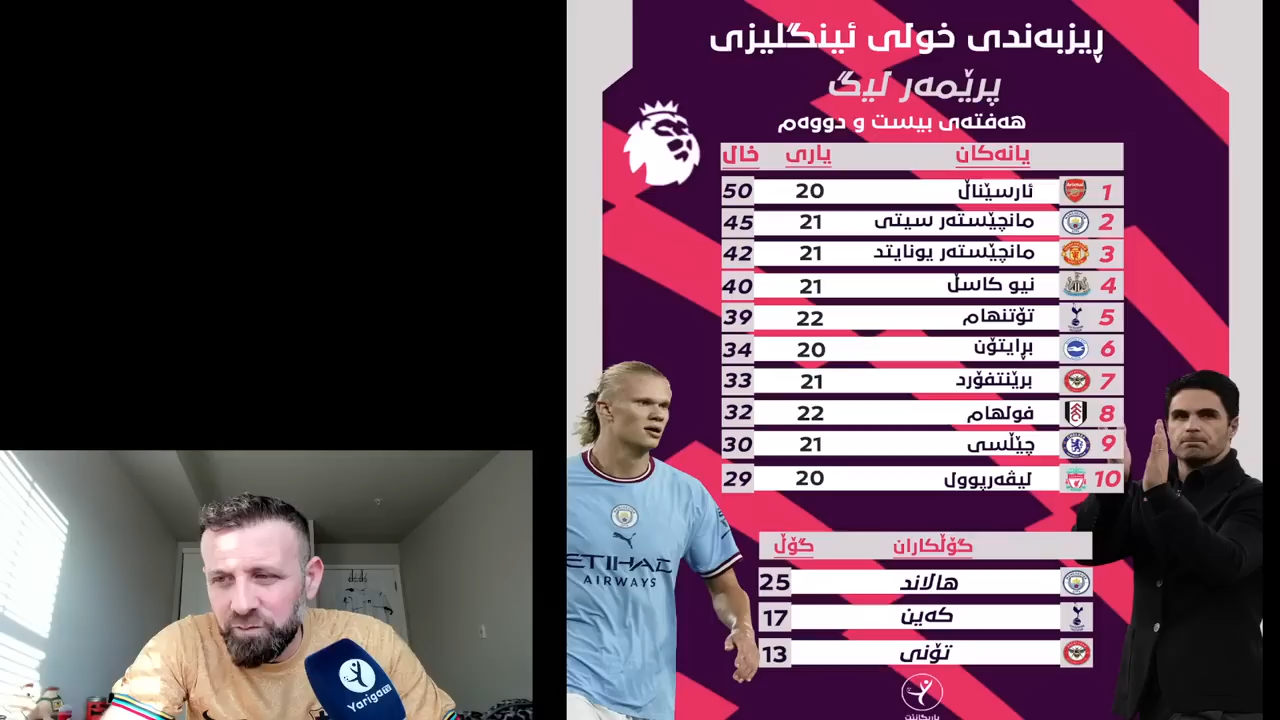 ڕیزبەندی خولی ئینگلیزی
پرێمەر لیگ
هەفتەی بیست و دووەم
یانەکان یاری خاڵ
1 ئارسێناڵ 20 50
2 مانچێستەر سیتی 21 45
3 مانچێستەر یونایتد 21 42
4 نیو کاسڵ 21 40
5 تۆتنهام 22 39
6 برایتۆن 20 34
7 برێنتفۆرد 21 33
8 فولهام 22 32
9 چێڵسی 21 30
10 لیڤەرپوول 20 29
گۆڵکاران گۆڵ
هالاند 25
کەین 17
تۆنی 13
ETIHAD
AIRWAYS
Yariga
یاریگانێت